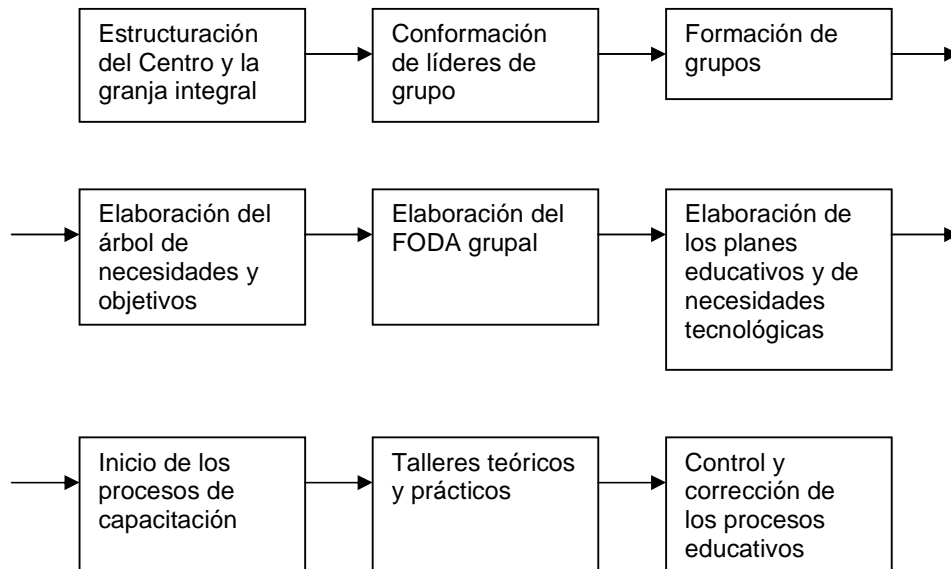 Estructuración
del Centro y la
granja integral
Conformación
de líderes de
grupo
Formación de
grupos
Elaboración del
árbol de
necesidades y
objetivos
Elaboración del
FODA grupal
Elaboración de
los planes
educativos y de
necesidades
tecnológicas
Inicio de los
procesos de
capacitación
Talleres teóricos
y prácticos
Control y
corrección de
los procesos
educativos